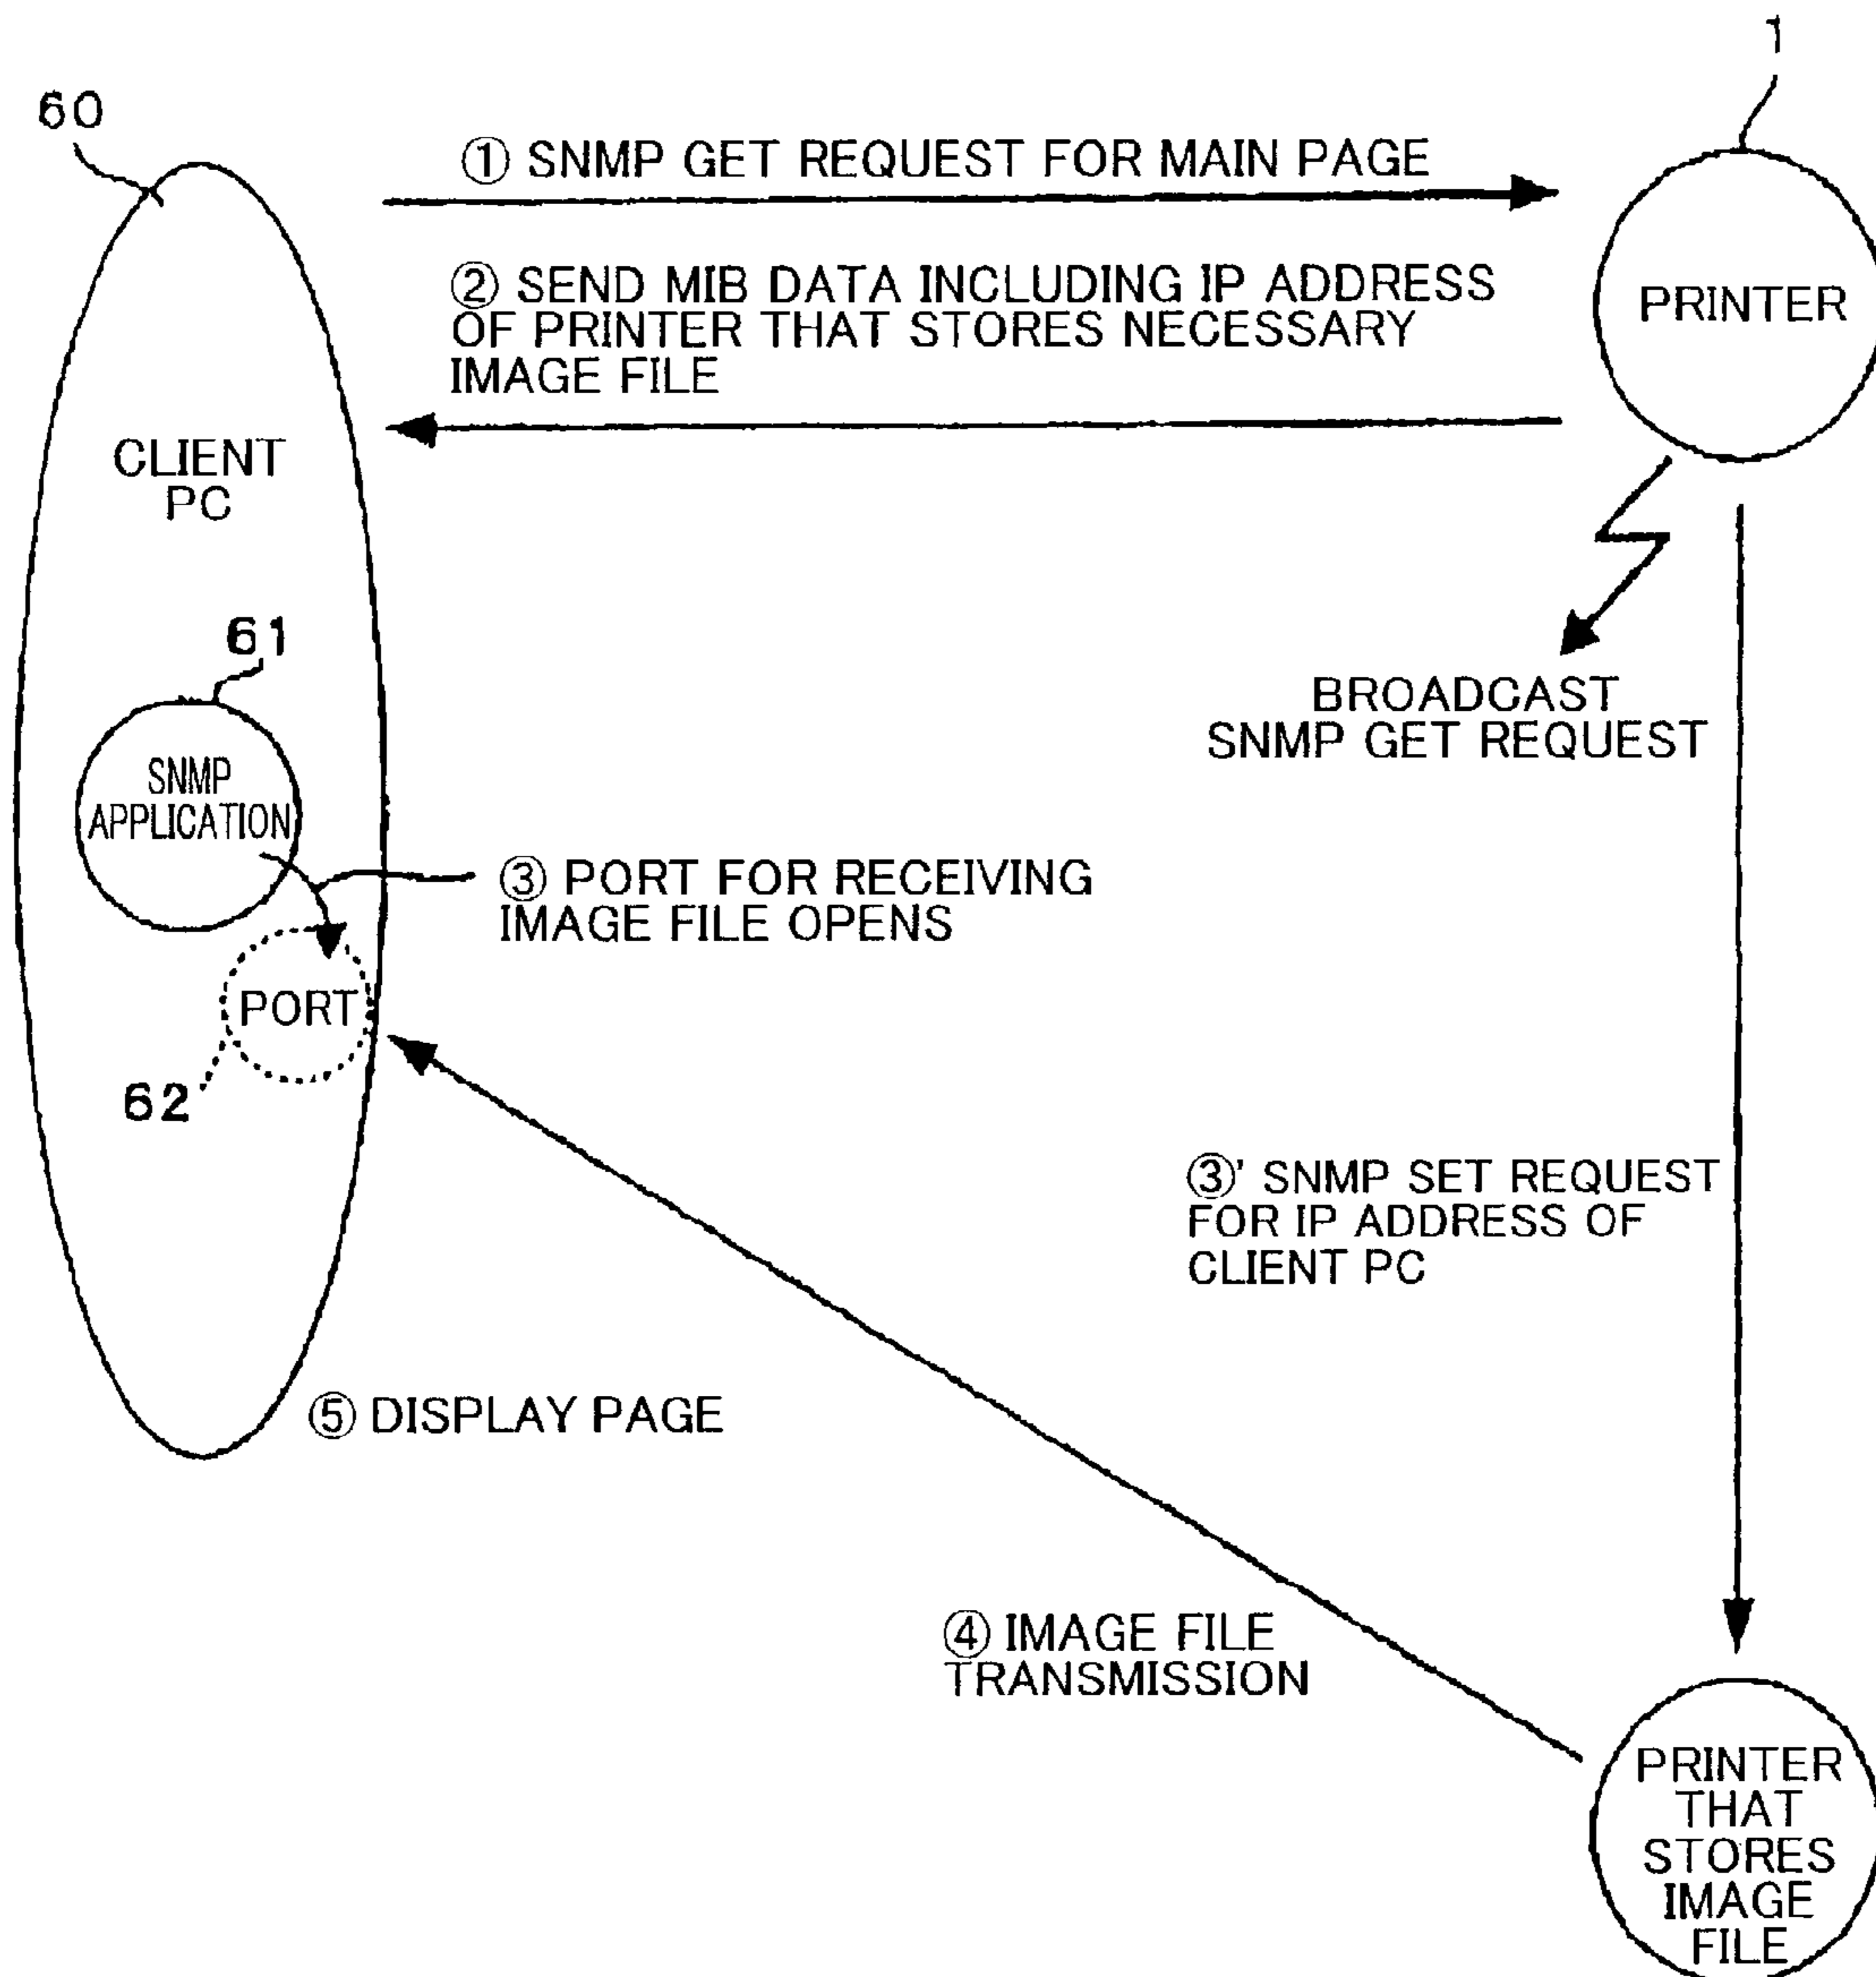 1
60
① SNMP GET REQUEST FOR MAIN PAGE
② SEND MIB DATA INCLUDING IP ADDRESS
OF PRINTER THAT STORES NECESSARY
IMAGE FILE
PRINTER
CLIENT
PC
BROADCAST
SNMP GET REQUEST
61
SNMP
APPLICATION
③ PORT FOR RECEIVING
IMAGE FILE OPENS
PORT
62
③' SNMP SET REQUEST
FOR IP ADDRESS OF
CLIENT PC
⑤ DISPLAY PAGE
④ IMAGE FILE
TRANSMISSION
PRINTER
THAT
STORES
IMAGE
FILE